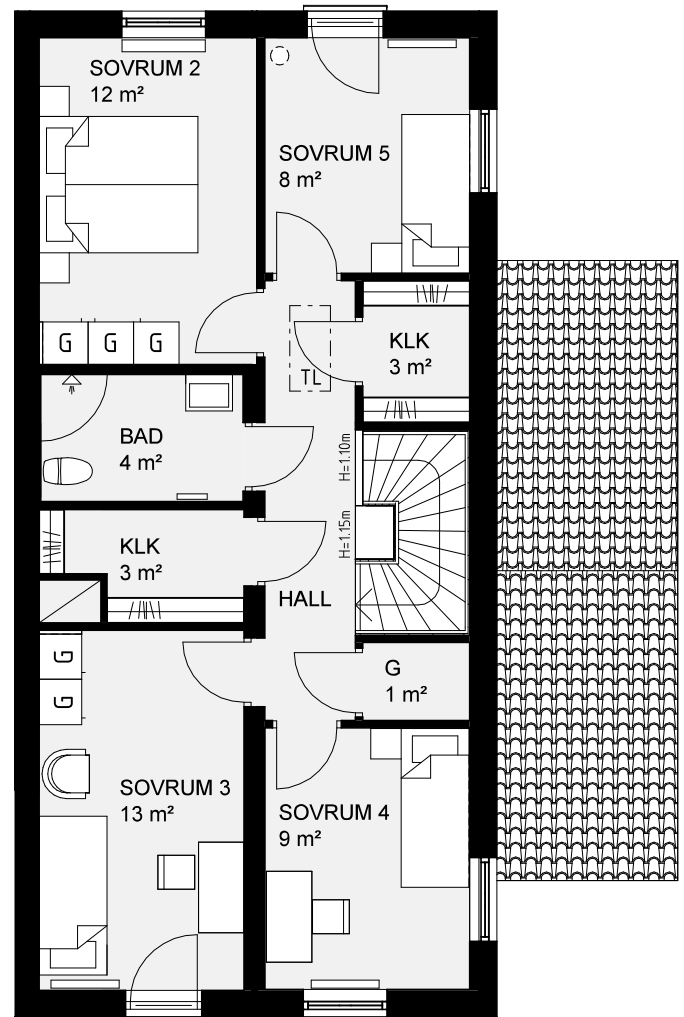 SOVRUM 2
12 m²
SOVRUM 5
8 m²
G G G
TL
KLK
3 m²
BAD
4 m²
H=1.10m
H=1.15m
KLK
3 m²
HALL
G
G
G
1 m²
SOVRUM 3
13 m²
SOVRUM 4
9 m²